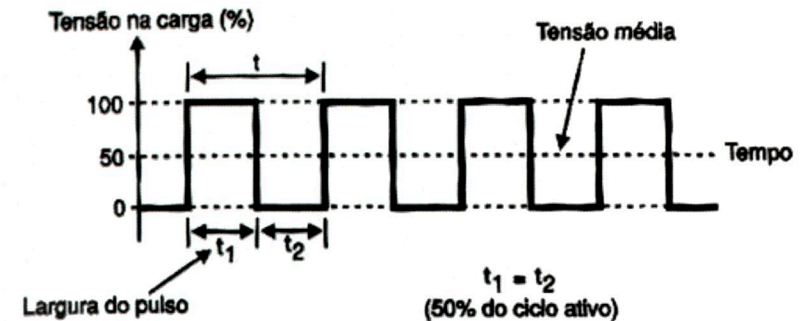 Tensão na carga (%)
Tensão média
t
100
50
Tempo
0
t1
t2
Largura do pulso
t1 = t2
(50% do ciclo ativo)